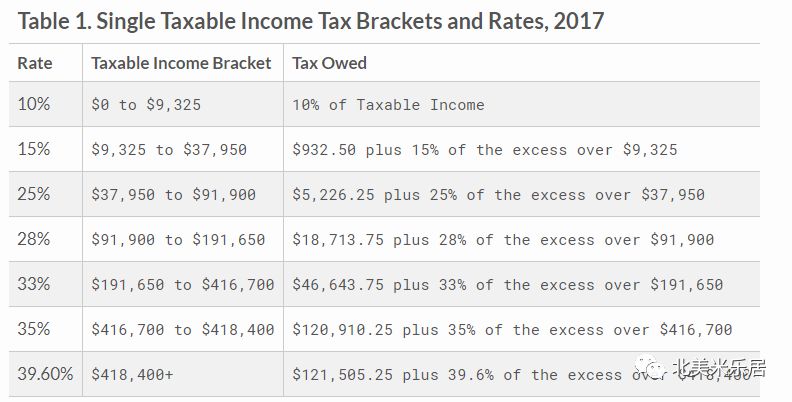 Table 1. Single Taxable Income Tax Brackets and Rates, 2017
Rate Taxable Income Bracket Tax Owed
10% $0 to $9,325 10% of Taxable Income
15% $9,325 to $37,950 $932.50 plus 15% of the excess over $9,325
25% $37,950 to $91,900 $5,226.25 plus 25% of the excess over $37,950
28% $91,900 to $191,650 $18,713.75 plus 28% of the excess over $91,900
33% $191,650 to $416,700 $46,643.75 plus 33% of the excess over $191,650
35% $416,700 to $418,400 $120,910.25 plus 35% of the excess over $416,700
39.60% $418,400+ $121,505.25 plus 39.6% of the excess over $418,400
北美米乐居